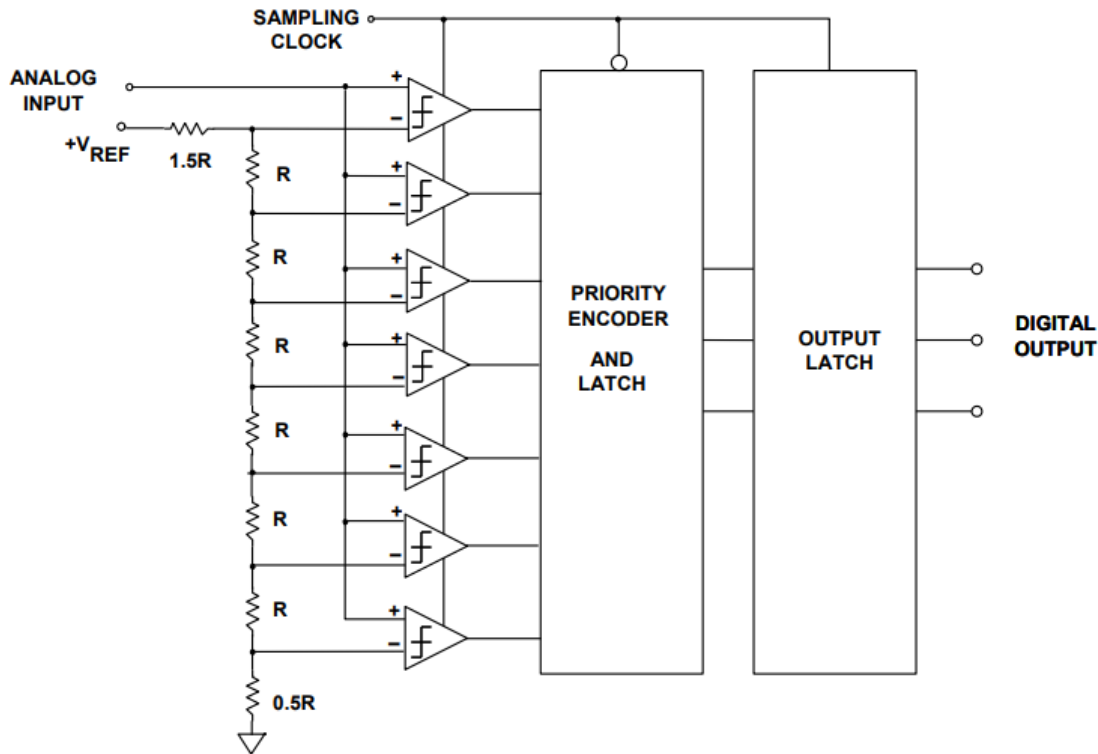 SAMPLING
CLOCK
ANALOG
INPUT
+VREF
1.5R
+
−
R
+
−
R
+
−
R
+
−
R
+
−
R
+
−
R
+
−
0.5R
PRIORITY
ENCODER
AND
LATCH
OUTPUT
LATCH
DIGITAL
OUTPUT